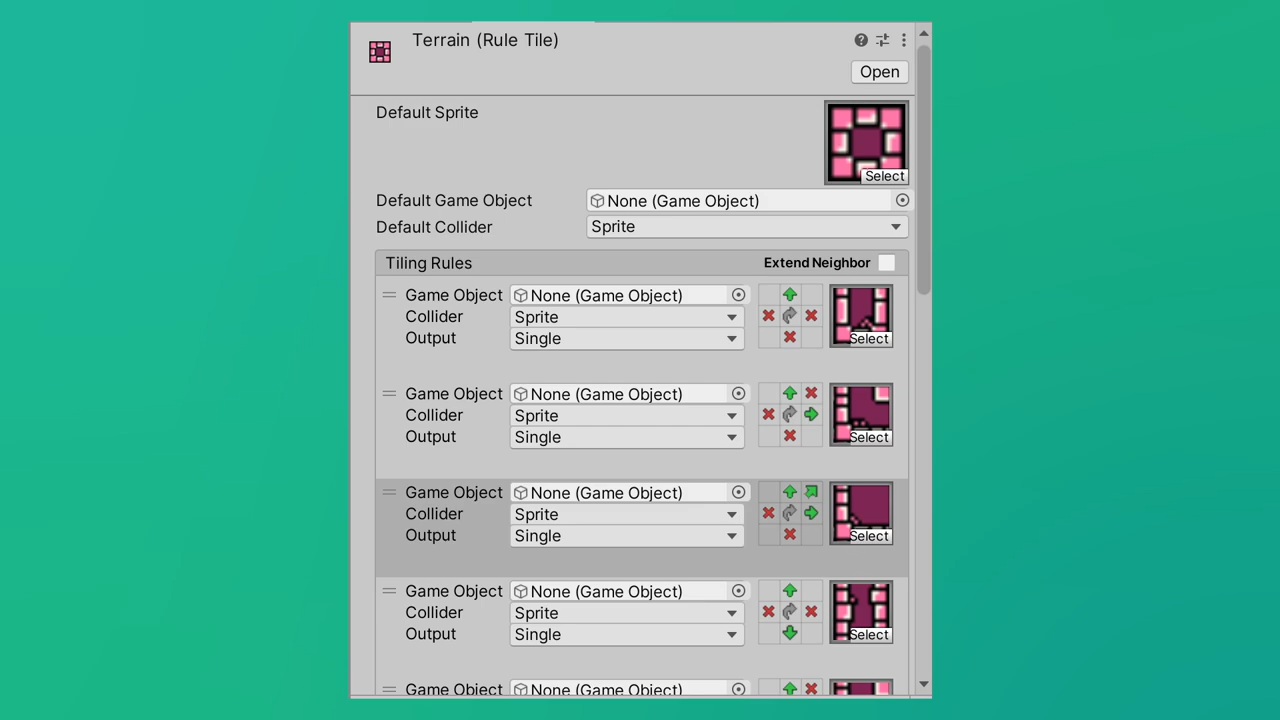 Terrain (Rule Tile)
Open
Default Sprite
Select
Default Game Object None (Game Object)
Default Collider Sprite
Tiling Rules Extend Neighbor
Game Object None (Game Object)
Collider Sprite
Output Single
Select
Game Object None (Game Object)
Collider Sprite
Output Single
Select
Game Object None (Game Object)
Collider Sprite
Output Single
Select
Game Object None (Game Object)
Collider Sprite
Output Single
Select
Game Object None (Game Object)